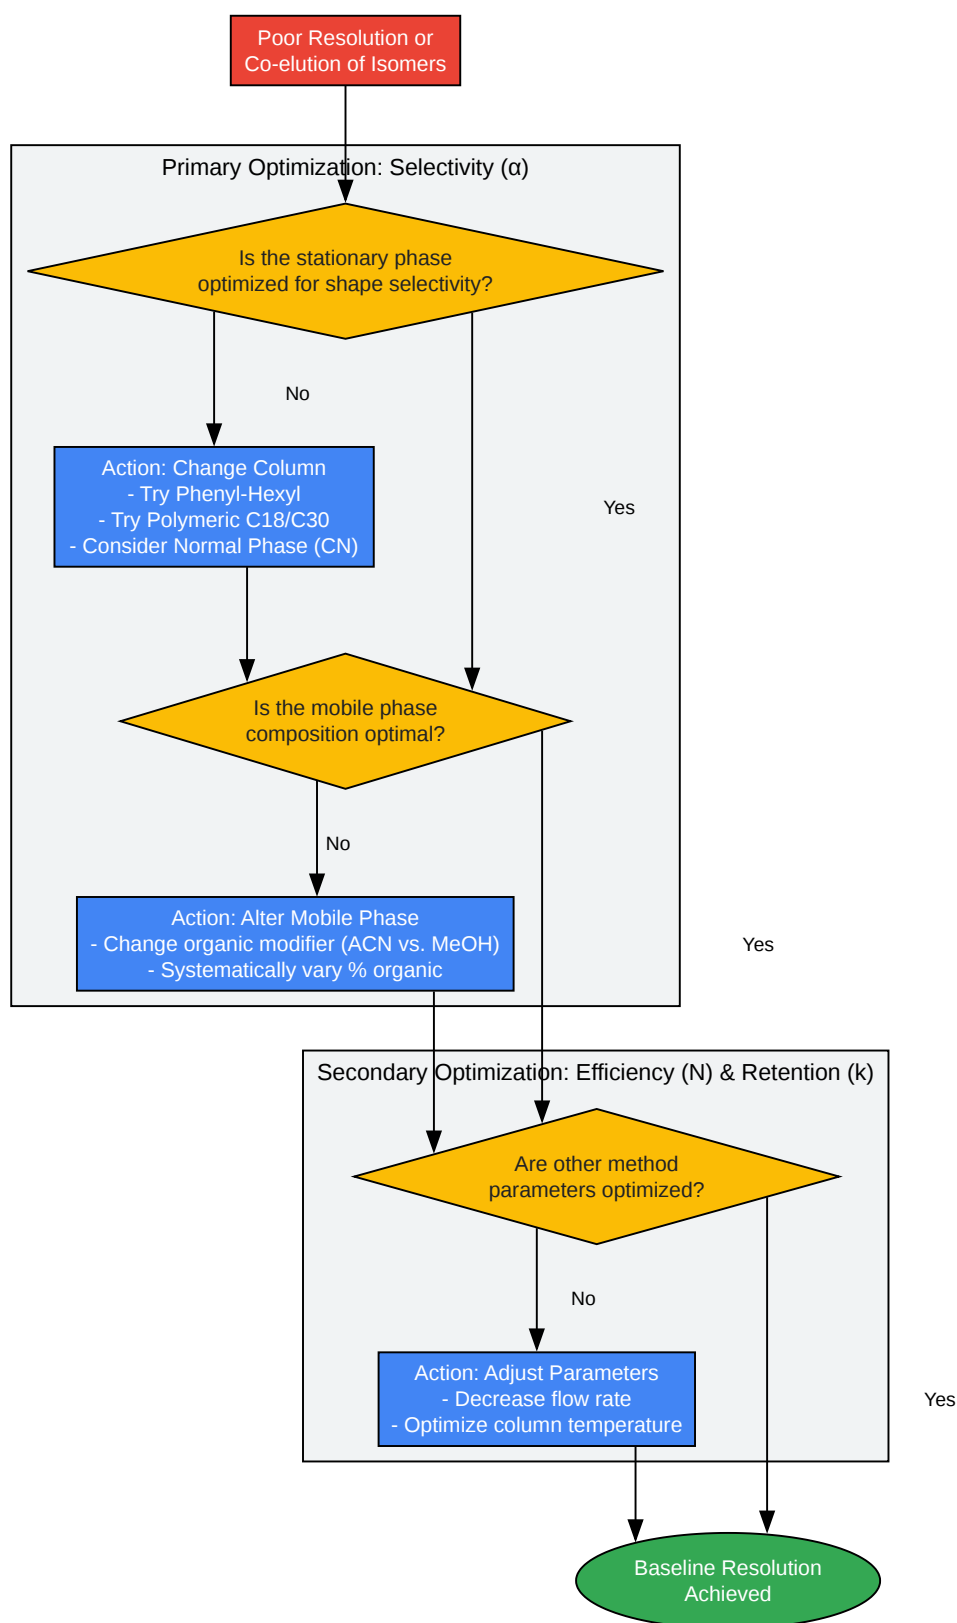 Poor Resolution or
Co-elution of Isomers
Primary Optimization: Selectivity (α)
Is the stationary phase
optimized for shape selectivity?
No
Action: Change Column
- Try Phenyl-Hexyl
- Try Polymeric C18/C30
- Consider Normal Phase (CN)
Yes
Is the mobile phase
composition optimal?
No
Action: Alter Mobile Phase
- Change organic modifier (ACN vs. MeOH)
- Systematically vary % organic
Yes
Secondary Optimization: Efficiency (N) & Retention (k)
Are other method
parameters optimized?
No
Action: Adjust Parameters
- Decrease flow rate
- Optimize column temperature
Yes
Baseline Resolution
Achieved